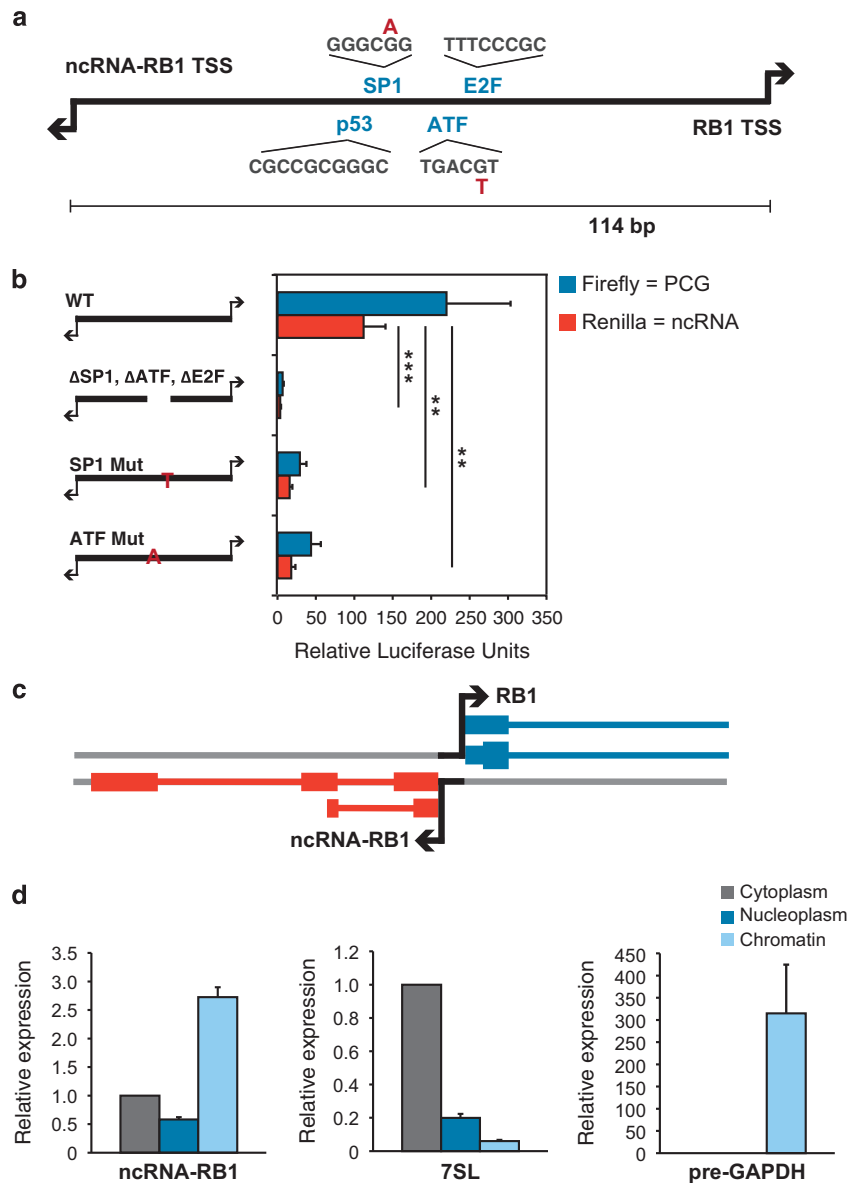 a
A
GGGCGG TTTCCCGC
ncRNA-RB1 TSS
SP1 E2F
p53 ATF
RB1 TSS
CGCCGCGGGC TGACGT
T
114 bp
b
WT
Firefly = PCG
Renilla = ncRNA
ΔSP1, ΔATF, ΔE2F
***
**
**
SP1 Mut
T
ATF Mut
A
0 50 100 150 200 250 300 350
Relative Luciferase Units
c
RB1
ncRNA-RB1
d
Cytoplasm
Nucleoplasm
Chromatin
Relative expression
3.5
3.0
2.5
2.0
1.5
1.0
0.5
0
ncRNA-RB1
Relative expression
1.2
1.0
0.8
0.6
0.4
0.2
0
7SL
Relative expression
450
400
350
300
250
200
150
100
50
0
pre-GAPDH